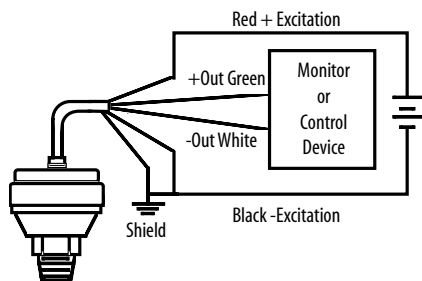 Red + Excitation
+Out Green
Monitor
or
Control
Device
-Out White
Shield
Black -Excitation